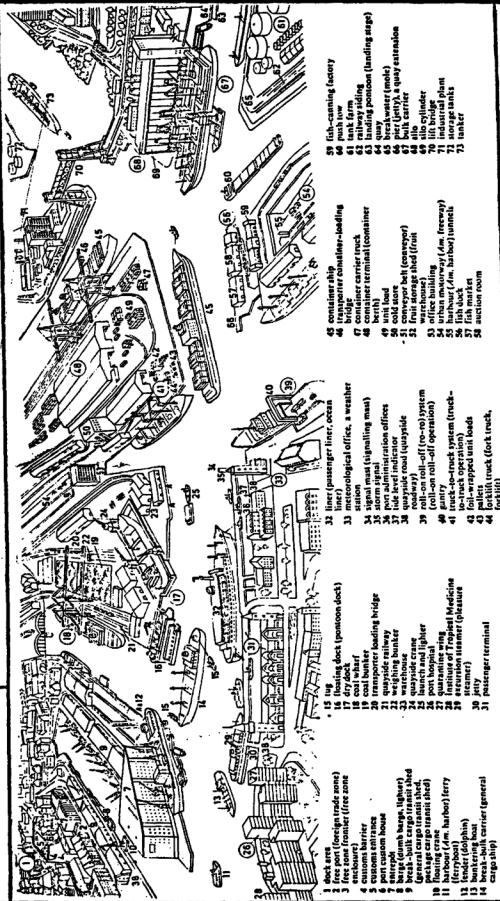 1 dock area
2 free port (foreign trade zone)
3 free zone frontier (free zone
enclosure)
4 customs barrier
5 customs entrance
6 port custom house
7 entrepôt
8 barge (dumb barge, lighter)
9 break-bulk cargo transit shed
(general cargo transit shed,
package cargo transit shed)
10 floating crane
11 harbour (Am. harbor) ferry
(ferryboat)
12 fender (dolphin)
13 bunkering boat
14 break-bulk carrier (general
cargo ship)
15 tug
16 floating dock (pontoon dock)
17 dry dock
18 coal wharf
19 coal bunker
20 transporter loading bridge
21 quayside railway
22 weighing bunker
23 warehouse
24 quayside crane
25 launch and lighter
26 port hospital
27 quarantine wing
28 Institute of Tropical Medicine
29 excursion steamer (pleasure
steamer)
30 jetty
31 passenger terminal
32 liner (passenger liner, ocean
liner)
33 meteorological office, a weather
station
34 signal mast (signalling mast)
35 storm signal
36 port administration offices
37 tide level indicator
38 quayside road (quayside
roadway)
39 roll-on roll-off (ro-ro) system
(roll-on roll-off operation)
40 gantry
41 truck-to-truck system (truck-
to-truck operation)
42 foil-wrapped unit loads
43 pallets
44 forklift truck (fork truck,
forklift)
45 container ship
46 transporter container-loading
bridge
47 container carrier truck
48 container terminal (container
berth)
49 unit load
50 cold store
51 conveyor belt (conveyor)
52 fruit storage shed (fruit
warehouse)
53 office building
54 urban motorway (Am. freeway)
55 harbour (Am. harbor) tunnels
56 fish dock
57 fish market
58 auction room
59 fish-canning factory
60 push tow
61 tank farm
62 railway siding
63 landing pontoon (landing stage)
64 quay
65 breakwater (mole)
66 pier (jetty), a quay extension
67 bulk carrier
68 silo
69 silo cylinder
70 lift bridge
71 industrial plant
72 storage tanks
73 tanker